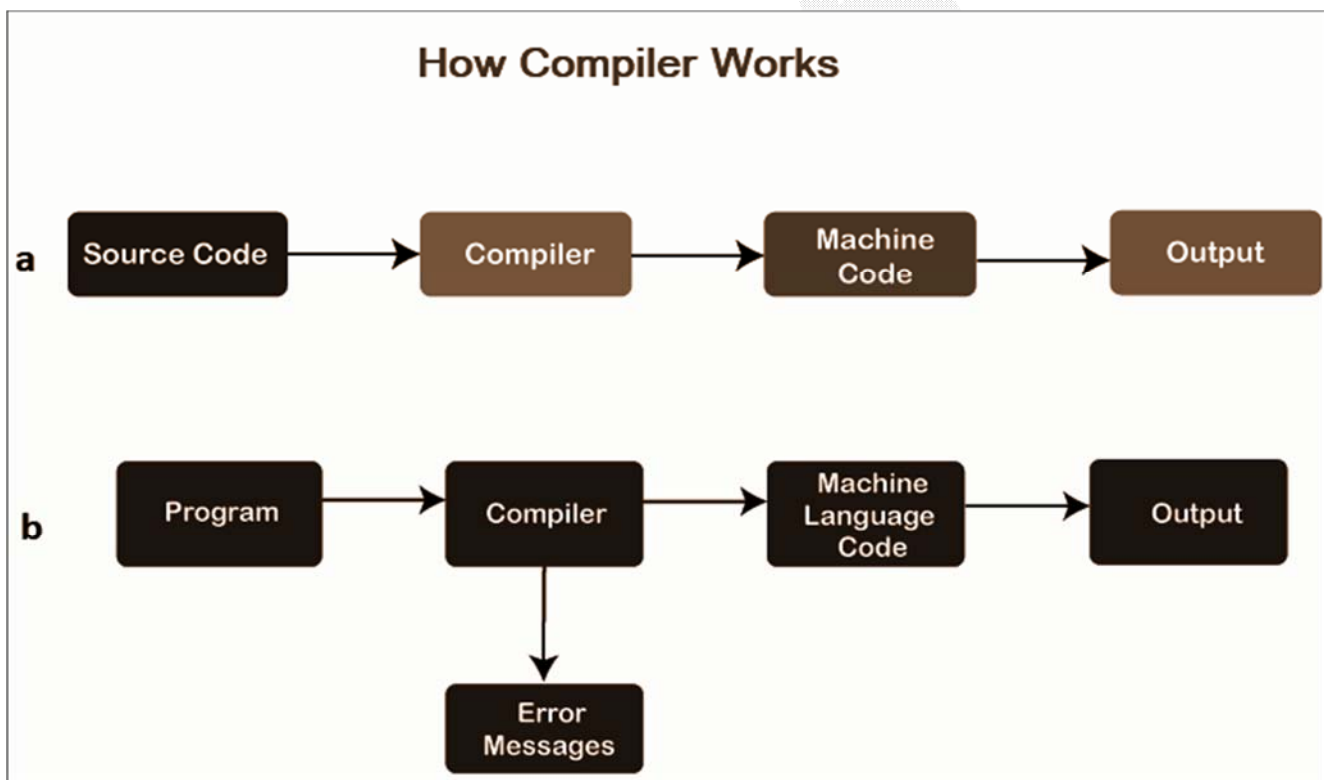 How Compiler Works
a
Source Code
Compiler
Machine
Code
Output
b
Program
Compiler
Machine
Language
Code
Output
Error
Messages